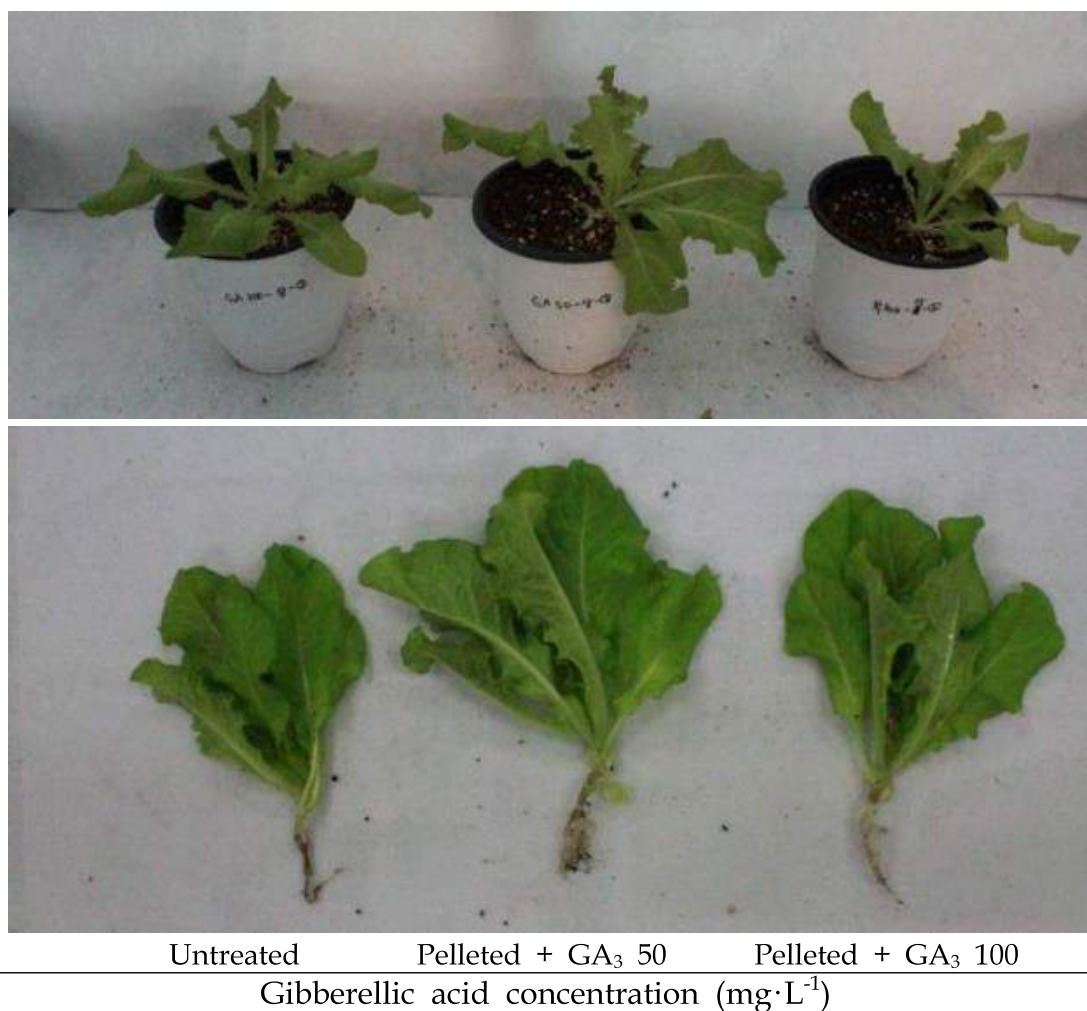 Untreated Pelleted + GA₃ 50 Pelleted + GA₃ 100
Gibberellic acid concentration (mg·L⁻¹)